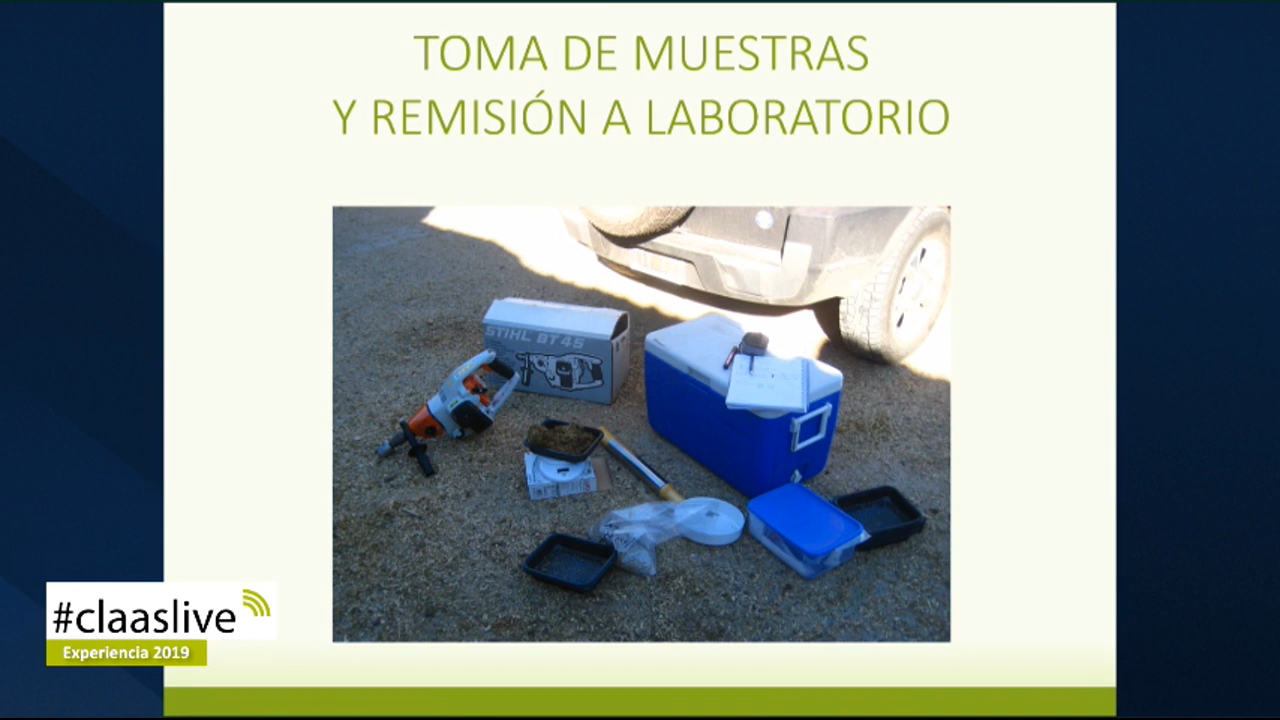 TOMA DE MUESTRAS
Y REMISIÓN A LABORATORIO
STIHL BT 45
#claaslive
Experiencia 2019